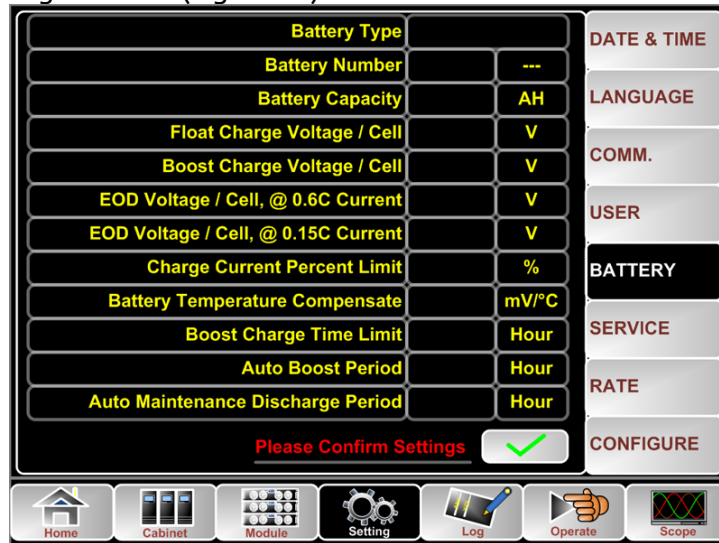 Battery Type
Battery Number ---
Battery Capacity AH
Float Charge Voltage / Cell V
Boost Charge Voltage / Cell V
EOD Voltage / Cell, @ 0.6C Current V
EOD Voltage / Cell, @ 0.15C Current V
Charge Current Percent Limit %
Battery Temperature Compensate mV/°C
Boost Charge Time Limit Hour
Auto Boost Period Hour
Auto Maintenance Discharge Period Hour
Please Confirm Settings
DATE & TIME
LANGUAGE
COMM.
USER
BATTERY
SERVICE
RATE
CONFIGURE
Home Cabinet Module Setting Log Operate Scope